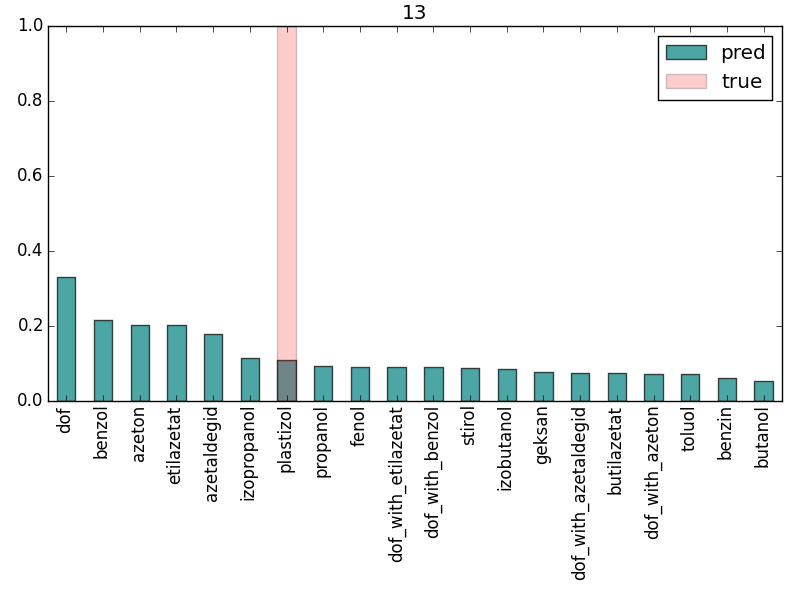 13
1.0
0.8
0.6
0.4
0.2
0.0
pred
true
dof
benzol
azeton
etilazetat
azetaldegid
izopropanol
plastizol
propanol
fenol
dof_with_etilazetat
dof_with_benzol
stirol
izobutanol
geksan
dof_with_azetaldegid
butilazetat
dof_with_azeton
toluol
benzin
butanol